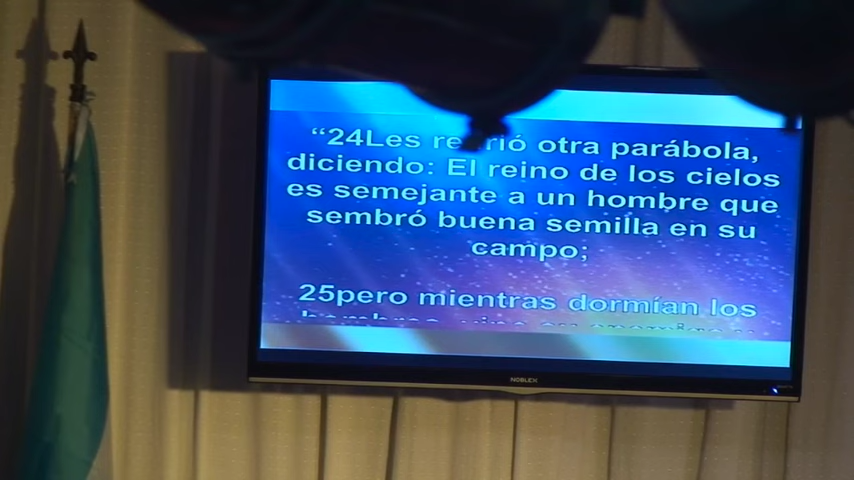 “24Les re rió otra parábola,
diciendo: El reino de los cielos
es semejante a un hombre que
sembró buena semilla en su
campo;
25pero mientras dormían los
NOBLEX